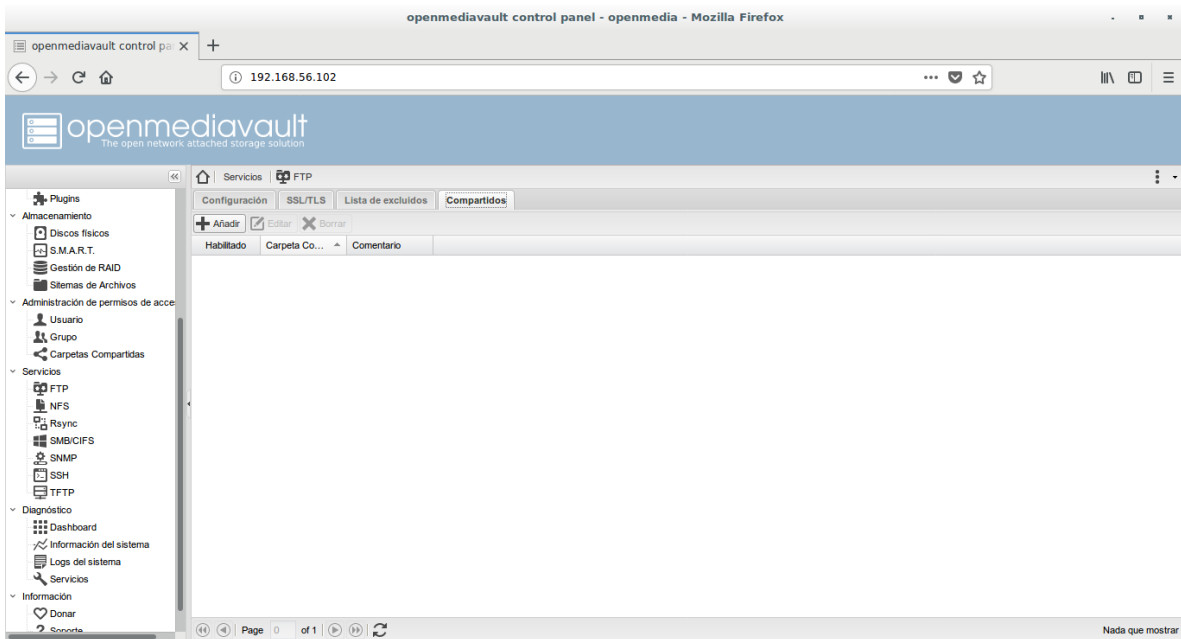 openmediavault control panel - openmedia - Mozilla Firefox
openmediavault control pa
192.168.56.102
openmediavault
The open network attached storage solution
Servicios FTP
Configuración SSL/TLS Lista de excluidos Compartidos
Añadir Editar Borrar
Habilitado Carpeta Co... Comentario
Plugins
Almacenamiento
Discos físicos
S.M.A.R.T.
Gestión de RAID
Sitemas de Archivos
Administración de permisos de acce
Usuario
Grupo
Carpetas Compartidas
Servicios
FTP
NFS
Rsync
SMB/CIFS
SNMP
SSH
TFTP
Diagnóstico
Dashboard
Información del sistema
Logs del sistema
Servicios
Información
Donar
Soporte
Page 0 of 1
Nada que mostrar